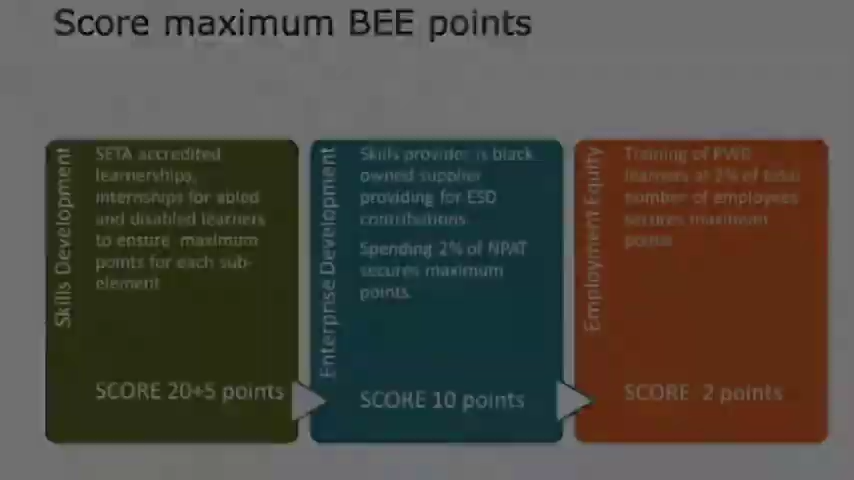 Score maximum BEE points
Skills Development
SETA accredited
learnerships,
internships for abled
and disabled learners
to ensure maximum
points for each sub-
element
SCORE 20+5 points
Enterprise Development
Skills provider is black
owned supplier
providing for ESD
contributions.
Spending 2% of NPAT
secures maximum
points.
SCORE 10 points
Employment Equity
Training of PWD
learners at 2% of total
number of employees
secures maximum
points
SCORE 2 points